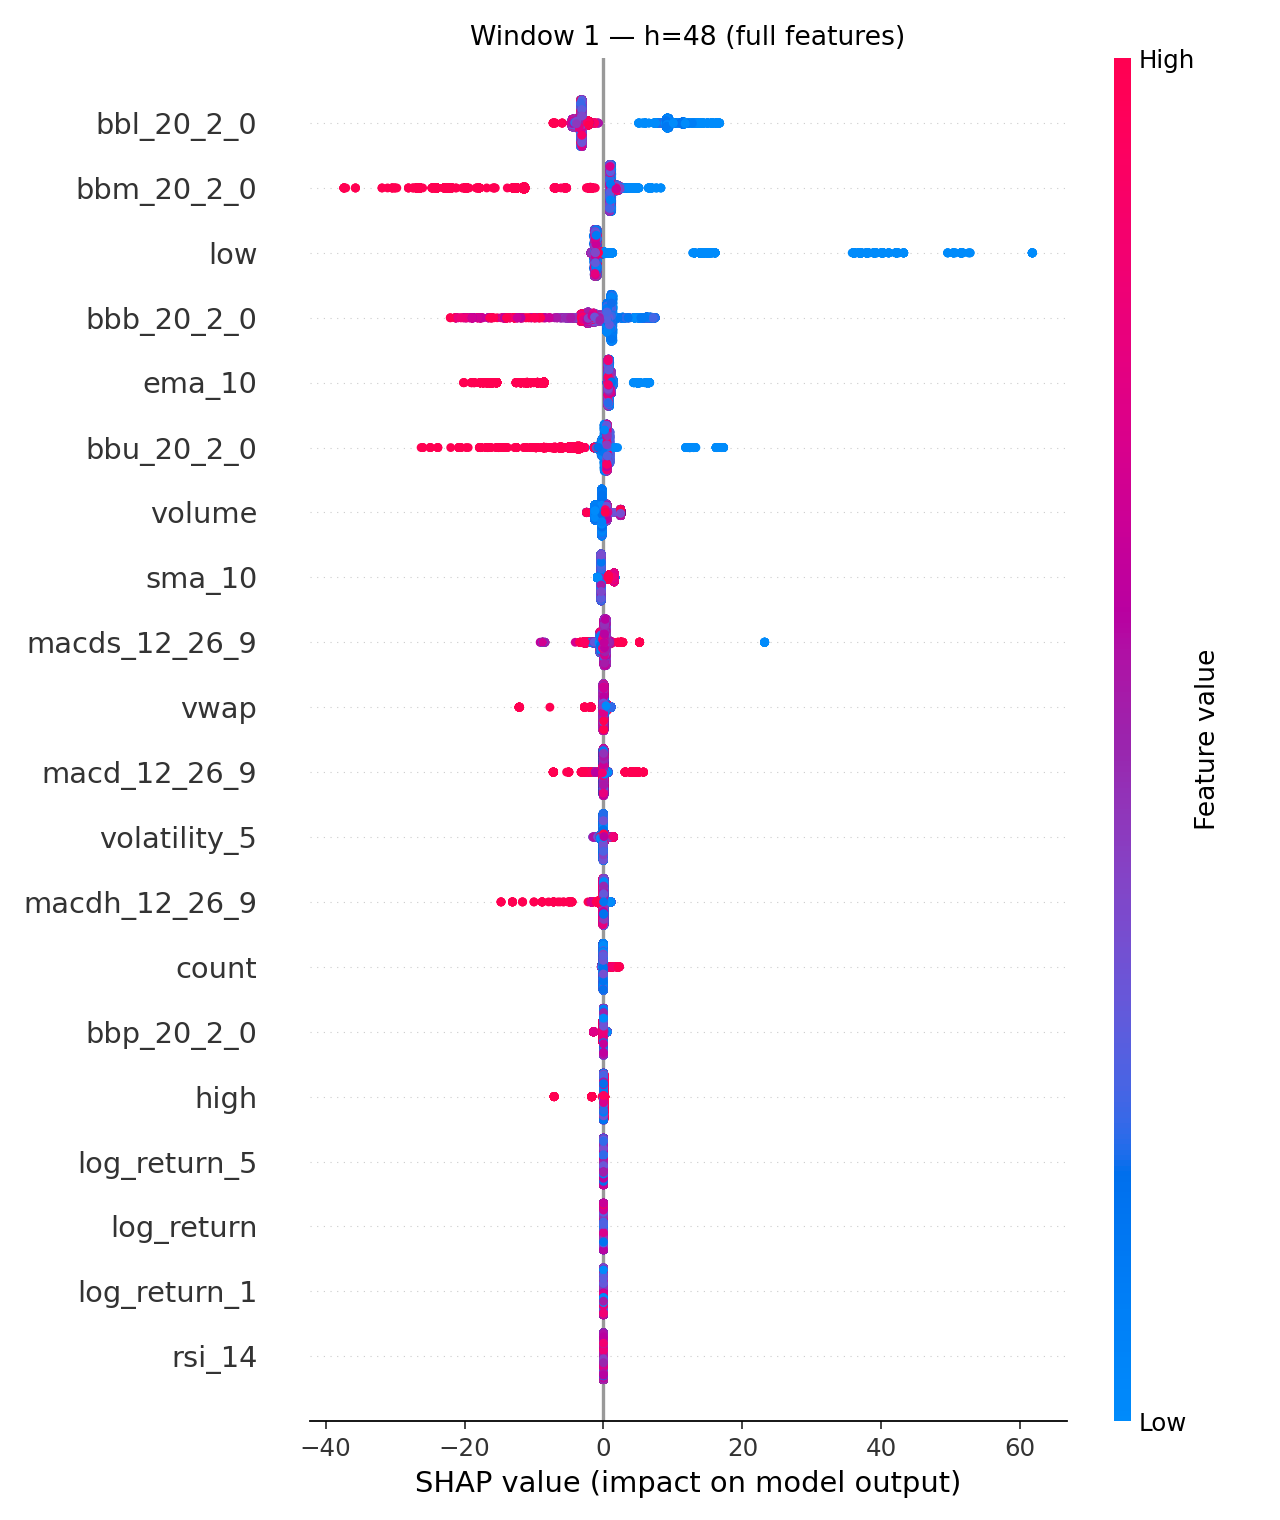 Window 1 — h=48 (full features)
High
bbl_20_2_0
bbm_20_2_0
low
bbb_20_2_0
ema_10
bbu_20_2_0
volume
sma_10
macds_12_26_9
vwap
macd_12_26_9
volatility_5
macdh_12_26_9
count
bbp_20_2_0
high
log_return_5
log_return
log_return_1
rsi_14
Feature value
Low
−40 −20 0 20 40 60
SHAP value (impact on model output)